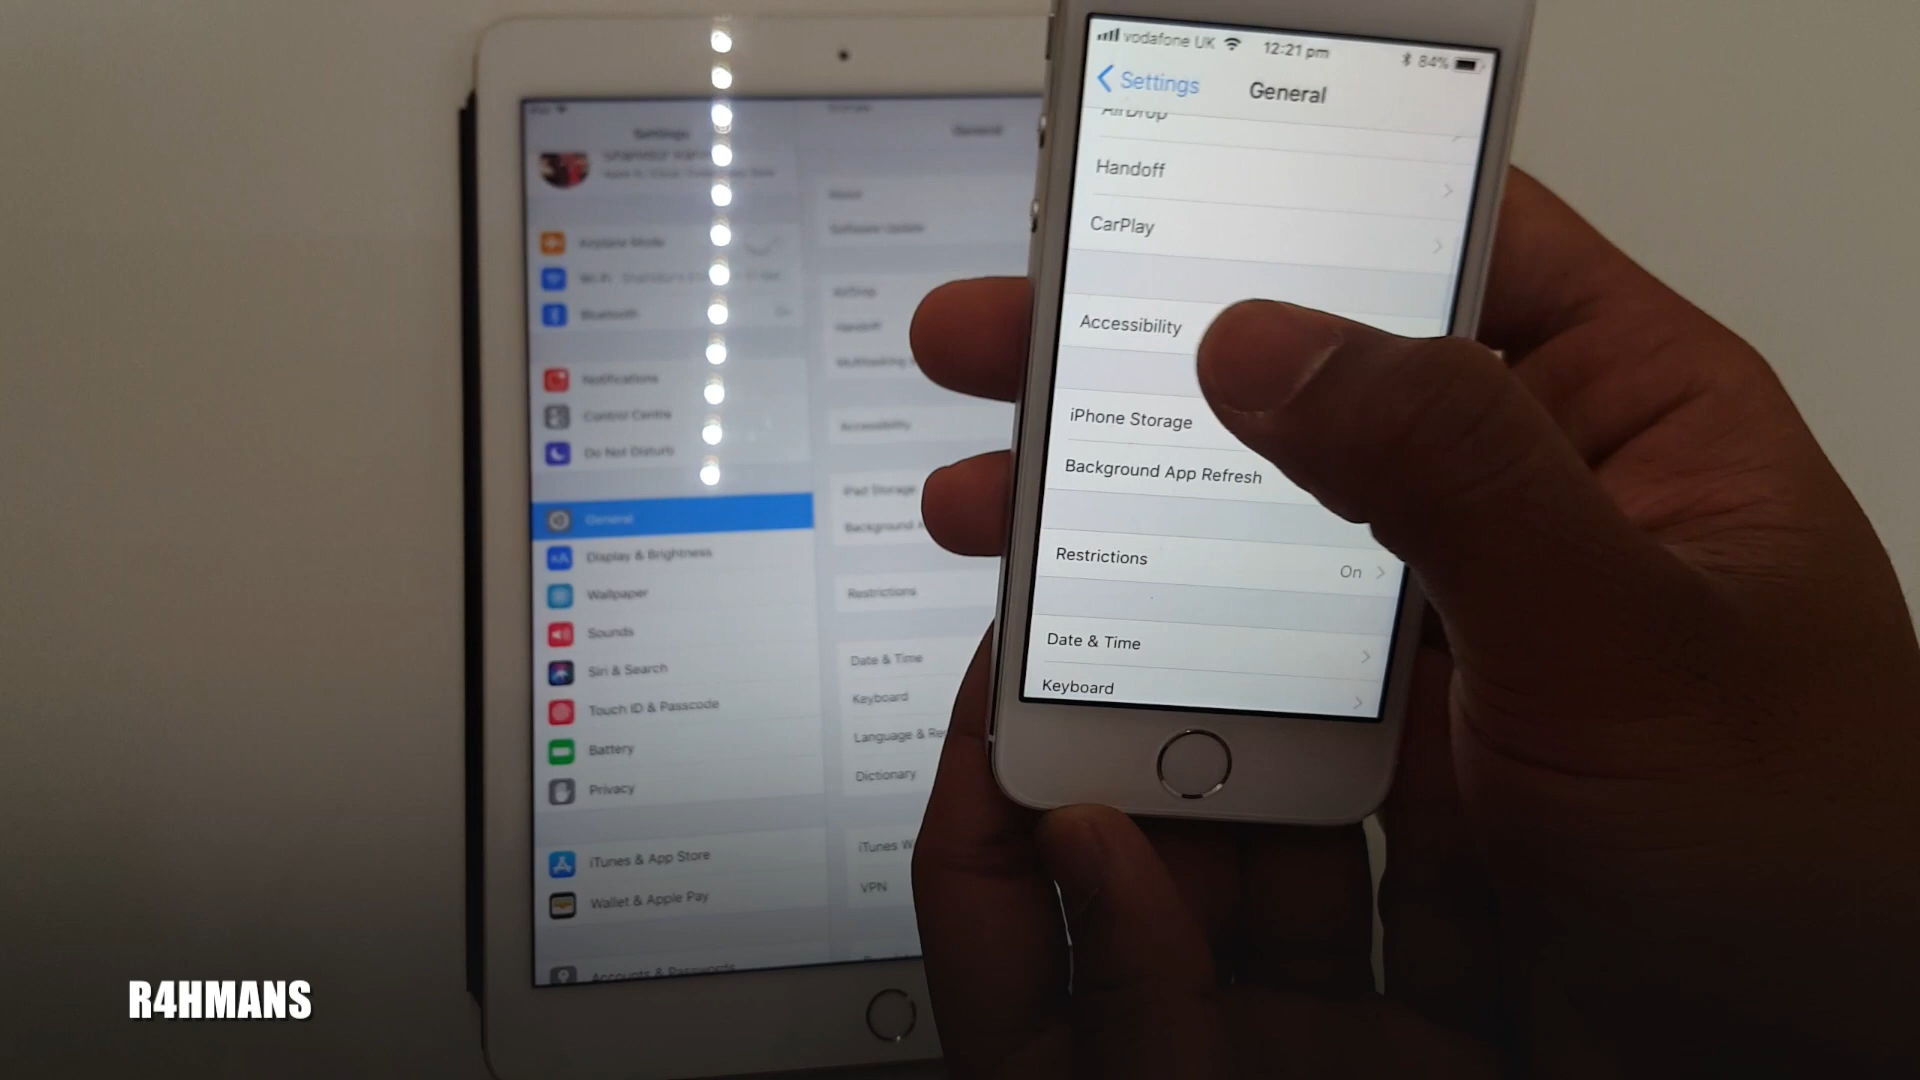 vodafone UK 12:21 pm 84%
Settings General
AirDrop
Handoff
CarPlay
Accessibility
iPhone Storage
Background App Refresh
Restrictions On
Date & Time
Keyboard
Settings General
About
Software Update
Airplane Mode
Wi-Fi
Bluetooth On
AirDrop
Handoff
Multitasking
Notifications
Control Centre
Do Not Disturb
Accessibility
iPad Storage
Background
General
Display & Brightness
Wallpaper
Sounds
Siri & Search
Touch ID & Passcode
Battery
Privacy
Restrictions
Date & Time
Keyboard
Language & Re
Dictionary
iTunes & App Store
Wallet & Apple Pay
Accounts & Passwords
iTunes W
VPN
R4HMANS